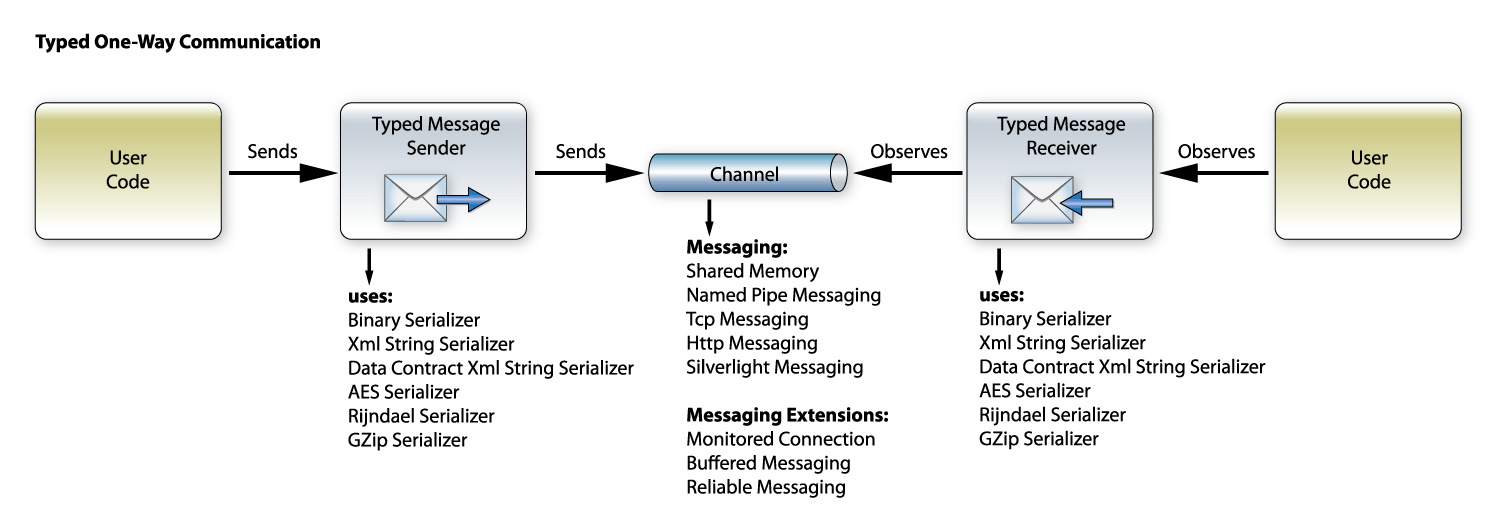 Typed One-Way Communication
User
Code
Sends
Typed Message
Sender
Sends
Channel
Observes
Typed Message
Receiver
Observes
User
Code
uses:
Binary Serializer
Xml String Serializer
Data Contract Xml String Serializer
AES Serializer
Rijndael Serializer
GZip Serializer
Messaging:
Shared Memory
Named Pipe Messaging
Tcp Messaging
Http Messaging
Silverlight Messaging
Messaging Extensions:
Monitored Connection
Buffered Messaging
Reliable Messaging
uses:
Binary Serializer
Xml String Serializer
Data Contract Xml String Serializer
AES Serializer
Rijndael Serializer
GZip Serializer